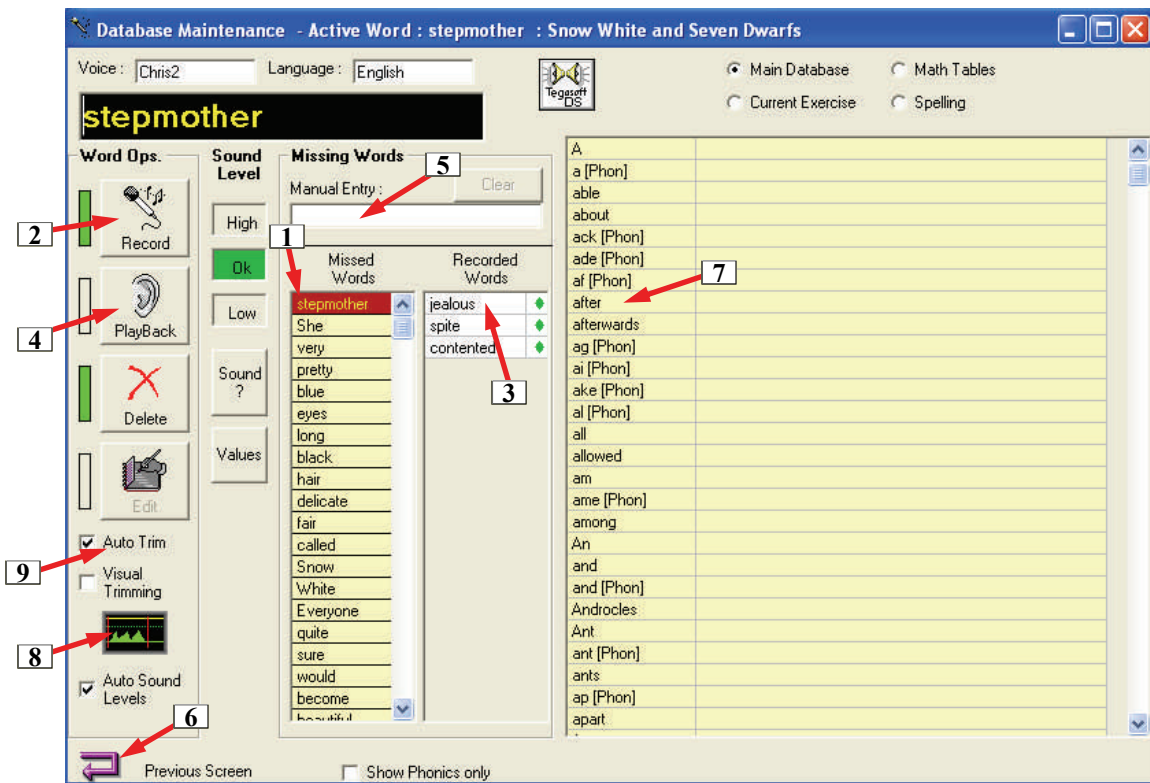 Database Maintenance - Active Word : stepmother : Snow White and Seven Dwarfs
Voice : Chris2 Language : English
Tegasoft
DS
Main Database
Math Tables
Current Exercise
Spelling
stepmother
Word Ops.
2
Record
4
PlayBack
Delete
Edit
9
Auto Trim
Visual
Trimming
8
Auto Sound
Levels
6
Previous Screen
Show Phonics only
Sound
Level
High
Ok
Low
Sound
?
Values
Missing Words
5
Manual Entry :
Clear
1
Missed
Words
stepmother
She
very
pretty
blue
eyes
long
black
hair
delicate
fair
called
Snow
White
Everyone
quite
sure
would
become
beautiful
Recorded
Words
jealous
spite
contented
3
A
a [Phon]
able
about
ack [Phon]
ade [Phon]
af [Phon]
7
after
afterwards
ag [Phon]
ai [Phon]
ake [Phon]
al [Phon]
all
allowed
am
ame [Phon]
among
An
and
and [Phon]
Androcles
Ant
ant [Phon]
ants
ap [Phon]
apart